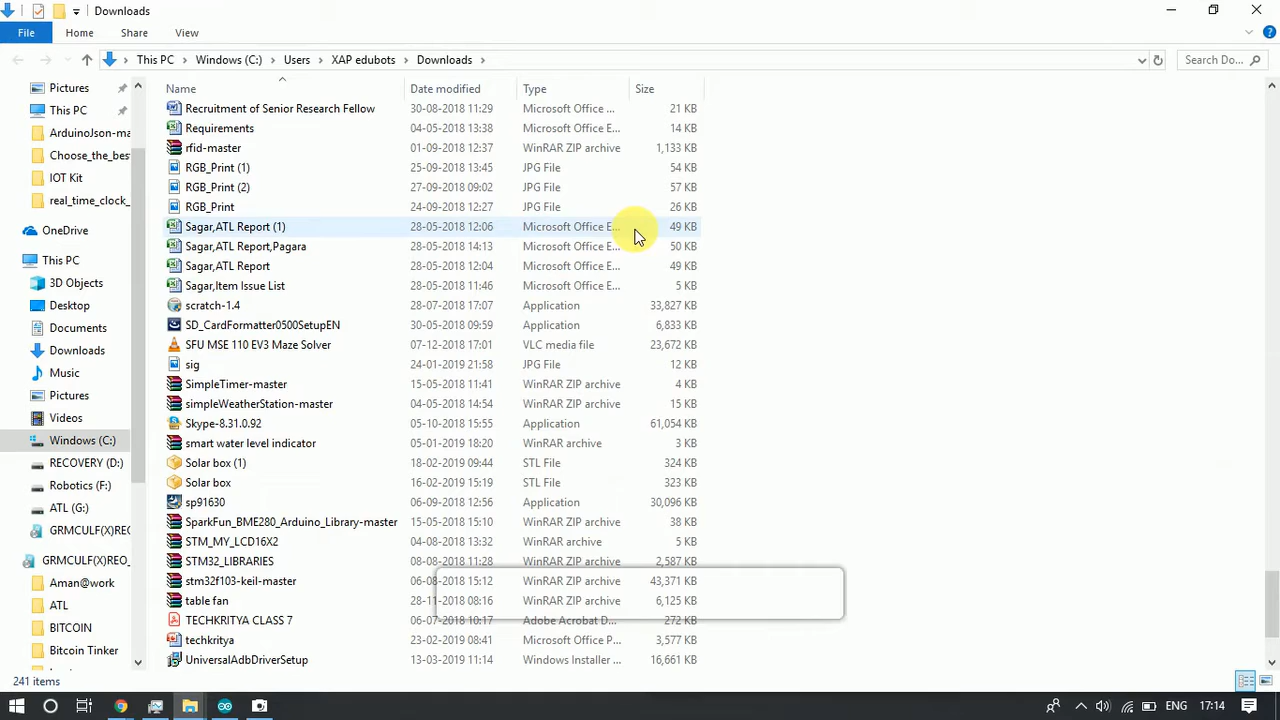 Downloads
File Home Share View
This PC Windows (C:) Users XAP edubots Downloads Search Do...
Name Date modified Type Size
Pictures
This PC
ArduinoJson-ma
Choose_the_bes
IOT Kit
real_time_clock_
OneDrive
This PC
3D Objects
Desktop
Documents
Downloads
Music
Pictures
Videos
Windows (C:)
RECOVERY (D:)
Robotics (F:)
ATL (G:)
GRMCULF(X)REC
GRMCULF(X)REO_
Aman@work
ATL
BITCOIN
Bitcoin Tinker
Recruitment of Senior Research Fellow 30-08-2018 11:29 Microsoft Office ... 21 KB
Requirements 04-05-2018 13:38 Microsoft Office E... 14 KB
rfid-master 01-09-2018 12:37 WinRAR ZIP archive 1,133 KB
RGB_Print (1) 25-09-2018 13:45 JPG File 54 KB
RGB_Print (2) 27-09-2018 09:02 JPG File 57 KB
RGB_Print 24-09-2018 12:27 JPG File 26 KB
Sagar,ATL Report (1) 28-05-2018 12:06 Microsoft Office E... 49 KB
Sagar,ATL Report,Pagara 28-05-2018 14:13 Microsoft Office E... 50 KB
Sagar,ATL Report 28-05-2018 12:04 Microsoft Office E... 49 KB
Sagar,Item Issue List 28-05-2018 11:46 Microsoft Office E... 5 KB
scratch-1.4 28-07-2018 17:07 Application 33,827 KB
SD_CardFormatter0500SetupEN 30-05-2018 09:59 Application 6,833 KB
SFU MSE 110 EV3 Maze Solver 07-12-2018 17:01 VLC media file 23,672 KB
sig 24-01-2019 21:58 JPG File 12 KB
SimpleTimer-master 15-05-2018 11:41 WinRAR ZIP archive 4 KB
simpleWeatherStation-master 04-05-2018 14:54 WinRAR ZIP archive 15 KB
Skype-8.31.0.92 05-10-2018 15:55 Application 61,054 KB
smart water level indicator 05-01-2019 18:20 WinRAR archive 3 KB
Solar box (1) 18-02-2019 09:44 STL File 324 KB
Solar box 16-02-2019 15:19 STL File 323 KB
sp91630 06-09-2018 12:56 Application 30,096 KB
SparkFun_BME280_Arduino_Library-master 15-05-2018 15:10 WinRAR ZIP archive 38 KB
STM_MY_LCD16X2 04-08-2018 13:32 WinRAR archive 5 KB
STM32_LIBRARIES 08-08-2018 11:28 WinRAR ZIP archive 2,587 KB
stm32f103-keil-master 06-08-2018 15:12 WinRAR ZIP archive 43,371 KB
table fan 28-11-2018 08:16 WinRAR ZIP archive 6,125 KB
TECHKRITYA CLASS 7 06-07-2018 10:17 Adobe Acrobat D... 272 KB
techkritya 23-02-2019 08:41 Microsoft Office P... 3,577 KB
UniversalAdbDriverSetup 13-03-2019 11:14 Windows Installer ... 16,661 KB
241 items
ENG 17:14